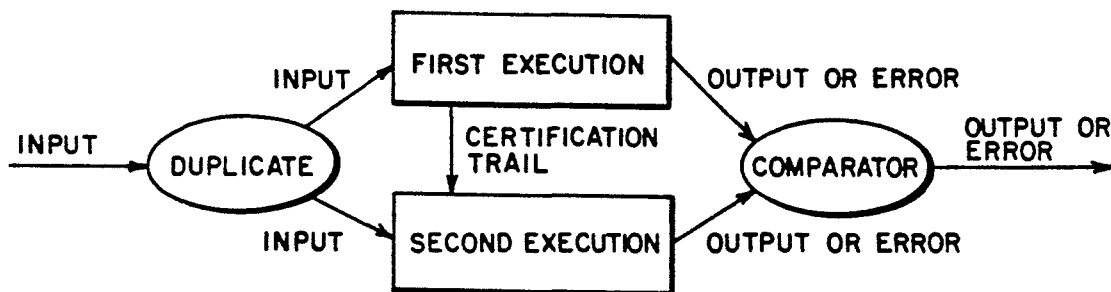 INPUT
DUPLICATE
INPUT
FIRST EXECUTION
CERTIFICATION
TRAIL
INPUT
SECOND EXECUTION
OUTPUT OR ERROR
OUTPUT OR ERROR
COMPARATOR
OUTPUT OR
ERROR